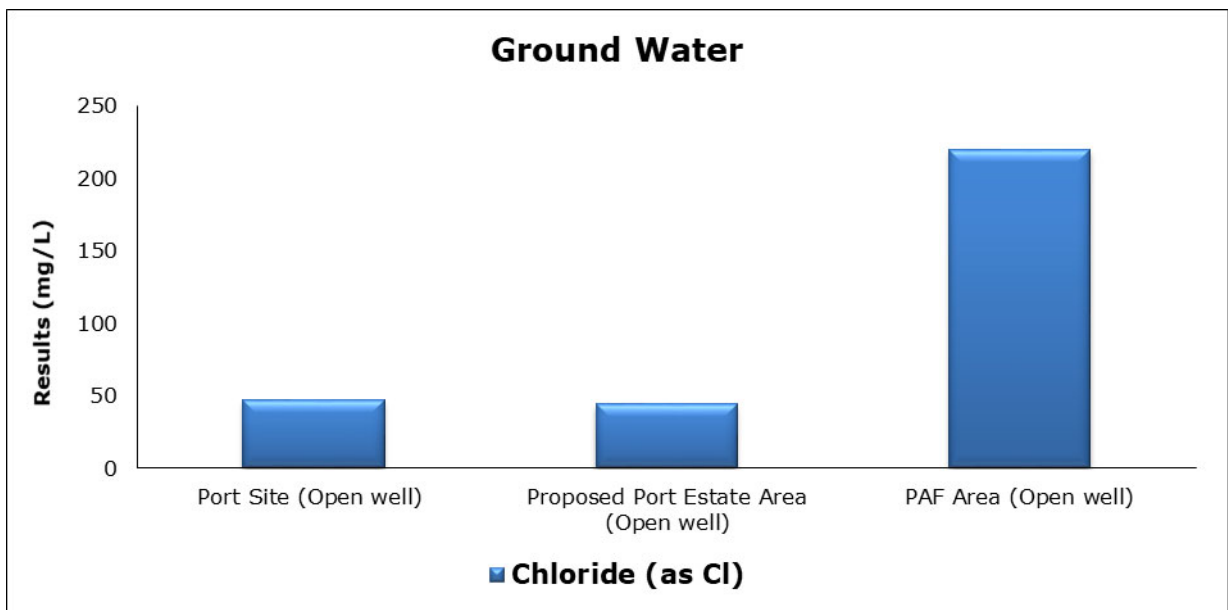 Ground Water
250
200
150
100
50
0
Results (mg/L)
Port Site (Open well)
Proposed Port Estate Area
(Open well)
PAF Area (Open well)
Chloride (as Cl)